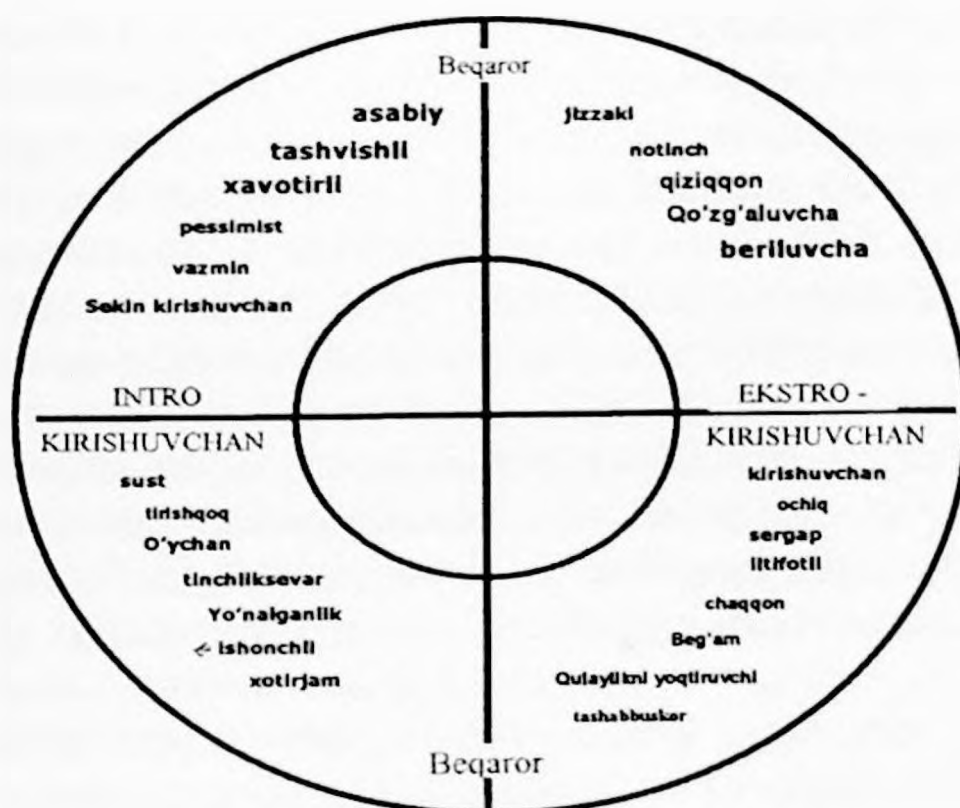 Beqaror
asabiy
tashvishli
xavotirli
pessimist
vazmin
Sekin kirishuvchan
jizzaki
notinch
qiziqqon
Qo'zg'aluvcha
beriluvcha
INTRO
KIRISHUVCHAN
EKSTRO -
KIRISHUVCHAN
sust
tirishqoq
O'ychan
tinchliksevar
Yo'nalganlik
ishonchli
xotirjam
kirishuvchan
ochiq
sergap
iltifotli
chaqqon
Beg'am
Qulaylikni yoqtiruvchi
tashabbuskor
Beqaror